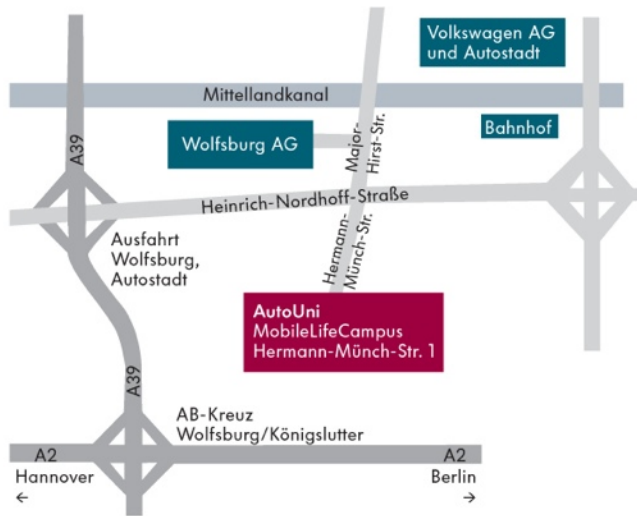 Volkswagen AG
und Autostadt
Mittellandkanal
Bahnhof
Wolfsburg AG
Major-
Hirst-Str.
A39
Heinrich-Nordhoff-Straße
Hermann-
Münch-Str.
Ausfahrt
Wolfsburg,
Autostadt
AutoUni
MobileLifeCampus
Hermann-Münch-Str. 1
A39
AB-Kreuz
Wolfsburg/Königslutter
A2
A2
Hannover
Berlin
←
→